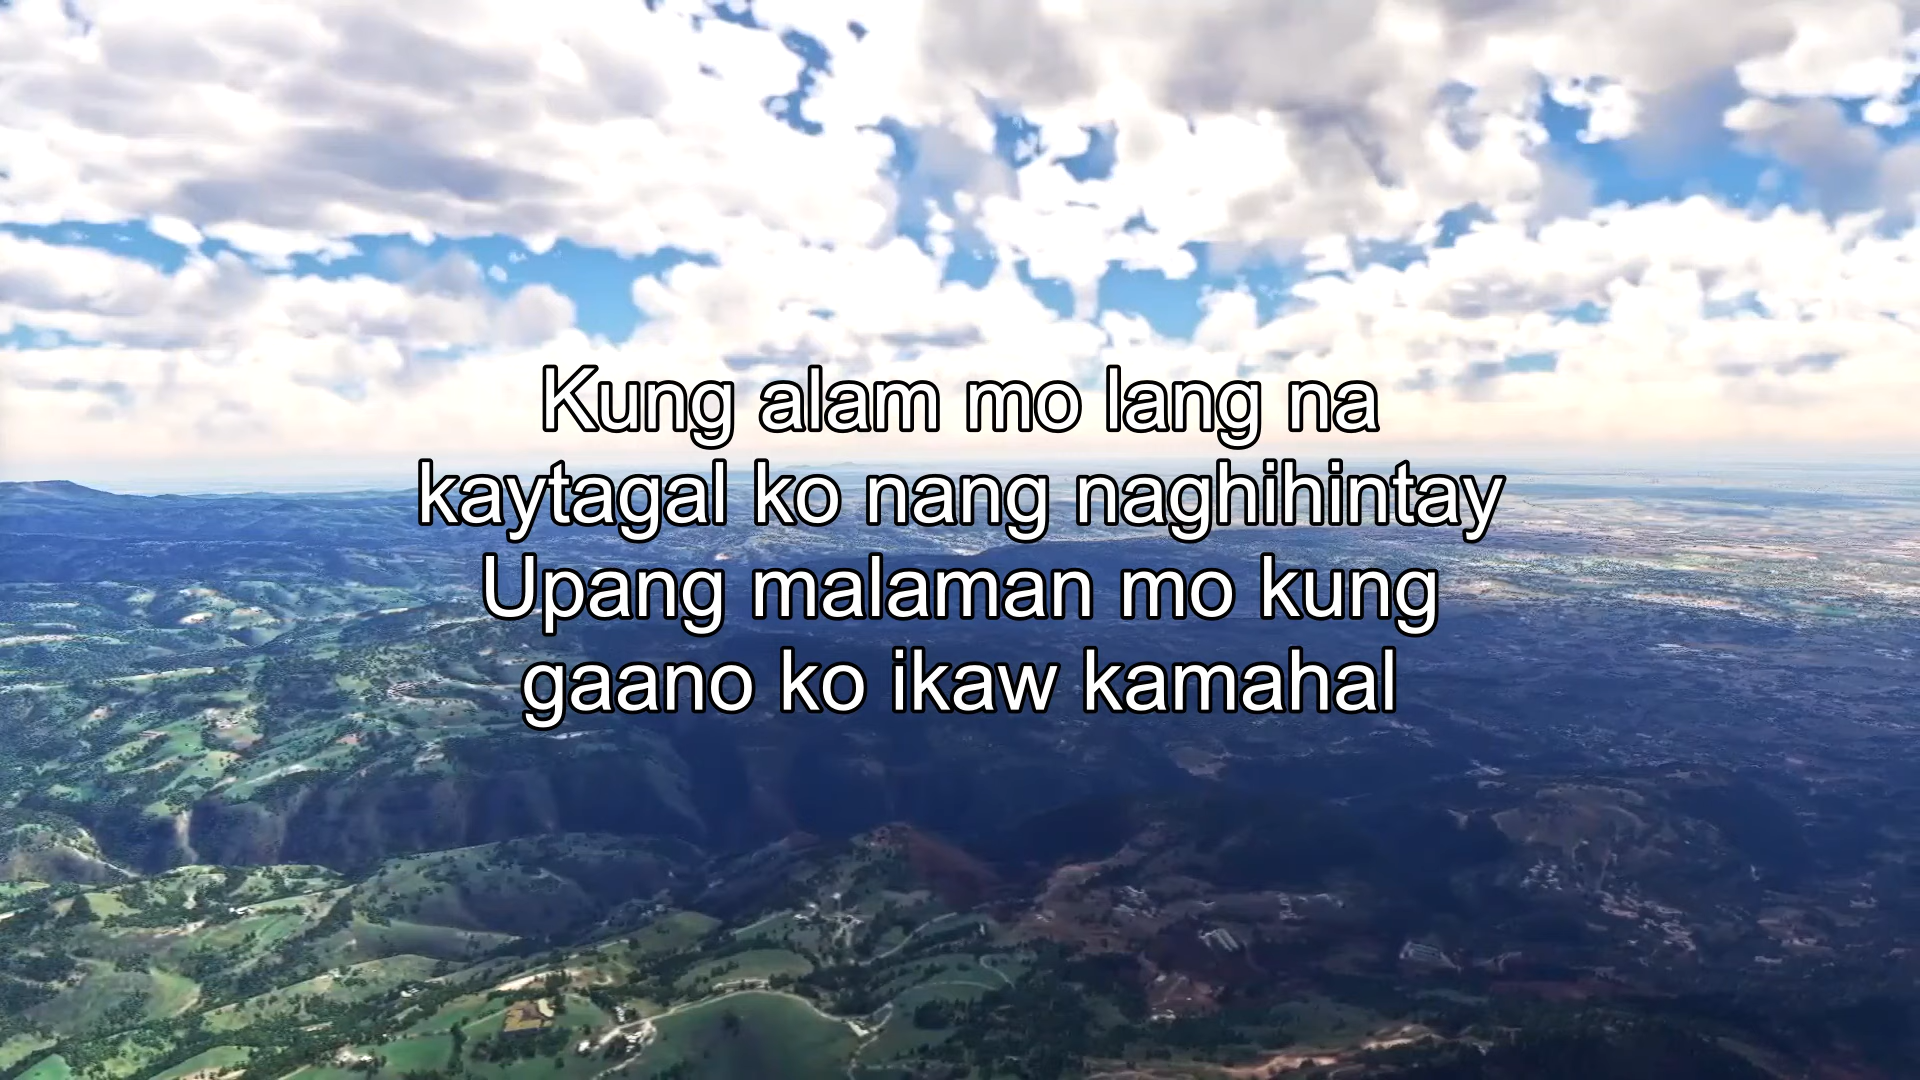 Kung alam mo lang na
kaytagal ko nang naghihintay
Upang malaman mo kung
gaano ko ikaw kamahal